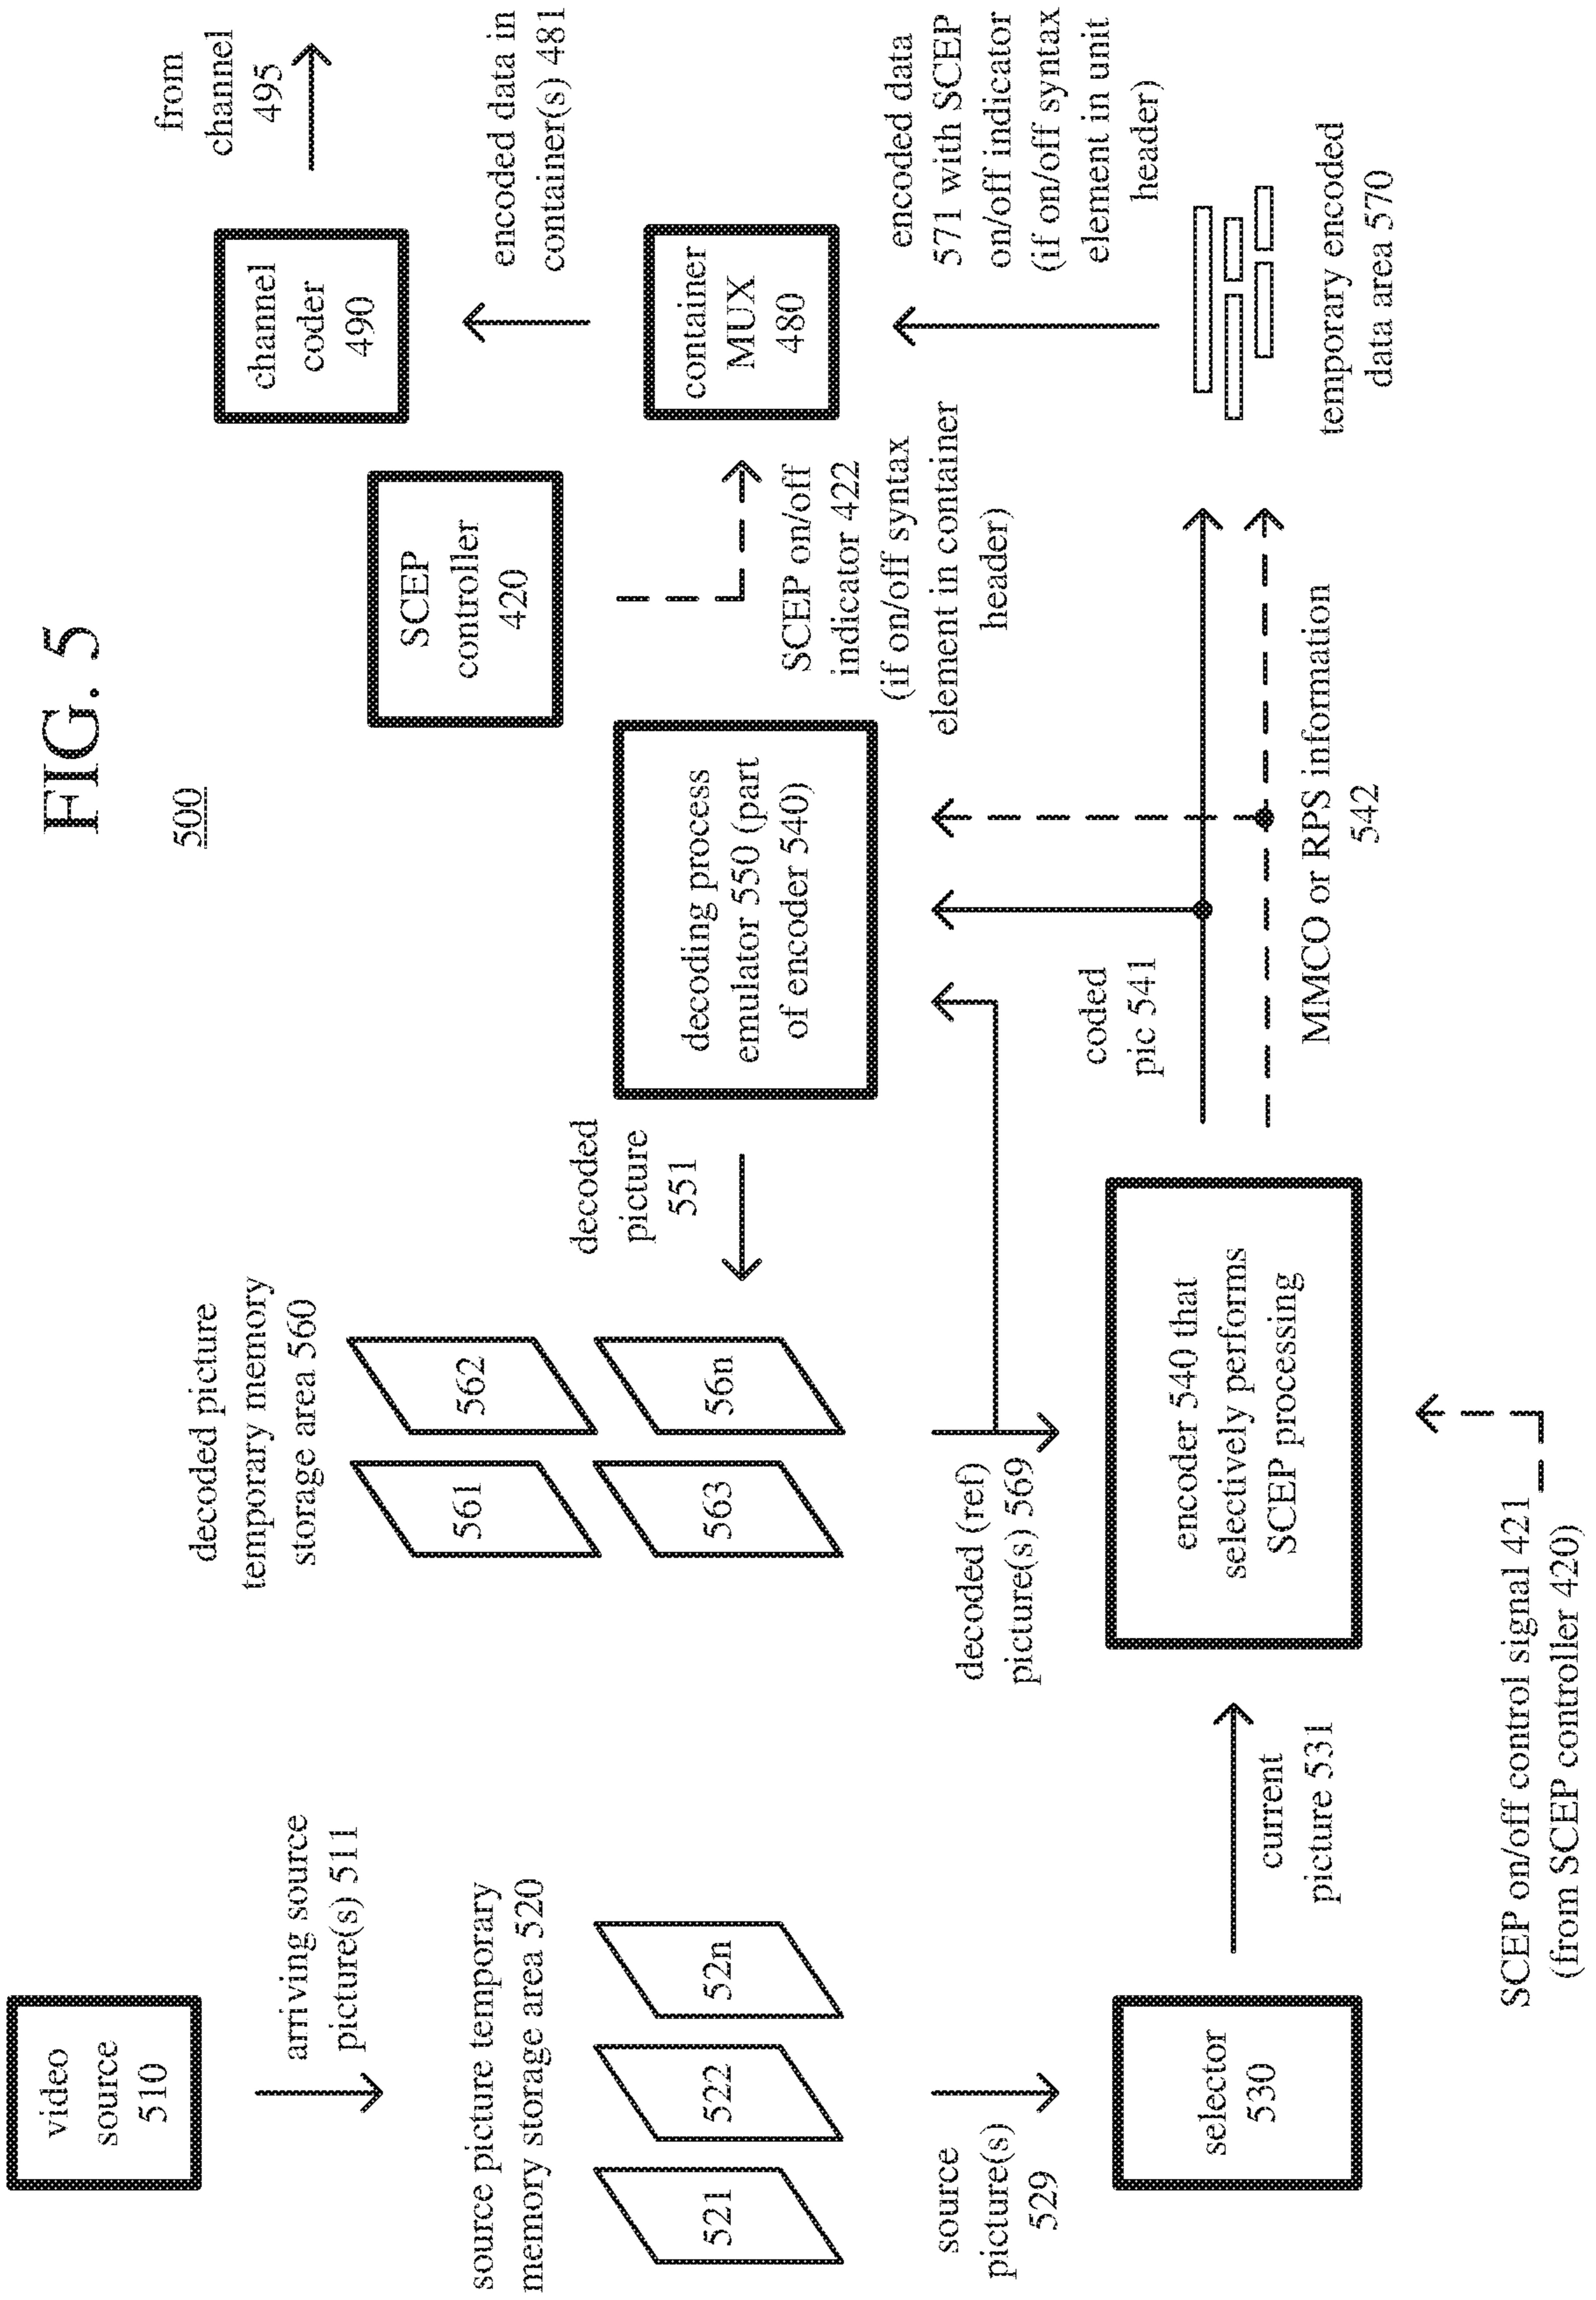 FIG. 5
500
video
source
510
arriving source
picture(s) 511
source picture temporary
memory storage area 520
521
522
52n
source
picture(s)
529
selector
530
current
picture 531
decoded picture
temporary memory
storage area 560
561
562
563
56n
decoded (ref)
picture(s) 569
encoder 540 that
selectively performs
SCEP processing
SCEP on/off control signal 421
(from SCEP controller 420)
decoded
picture
551
decoding process
emulator 550 (part
of encoder 540)
coded
pic 541
MMCO or RPS information
542
SCEP
controller
420
SCEP on/off
indicator 422
(if on/off syntax
element in container
header)
from
channel
495
channel
coder
490
encoded data in
container(s) 481
container
MUX
480
encoded data
571 with SCEP
on/off indicator
(if on/off syntax
element in unit
header)
temporary encoded
data area 570